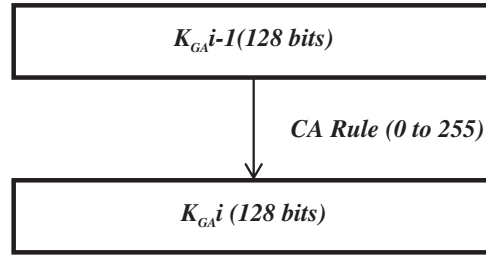 K_GA i-1(128 bits)
CA Rule (0 to 255)
K_GA i (128 bits)